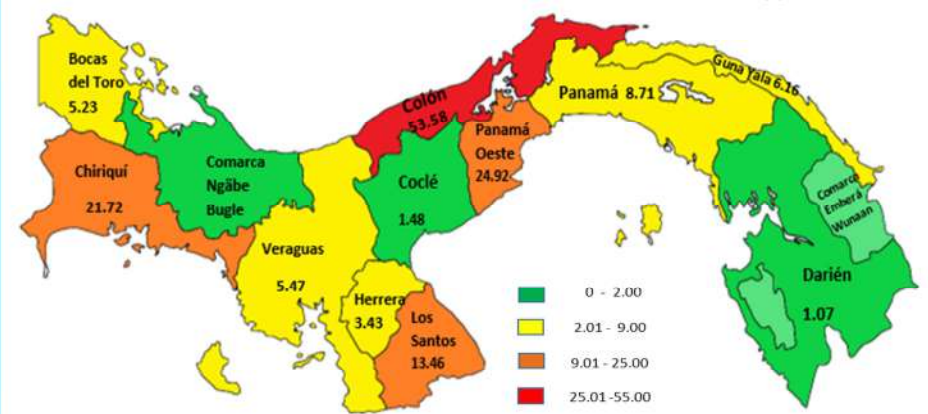 Bocas
del Toro
5.23
Chiriquí
21.72
Comarca
Ngäbe
Bugle
Veraguas
5.47
Herrera
3.43
Los
Santos
13.46
Colón
53.58
Coclé
1.48
Panamá
Oeste
24.92
Panamá 8.71
Guna Yala 6.16
Comarca
Emberá
Wunaan
Darién
1.07
0 - 2.00
2.01 - 9.00
9.01 - 25.00
25.01 -55.00